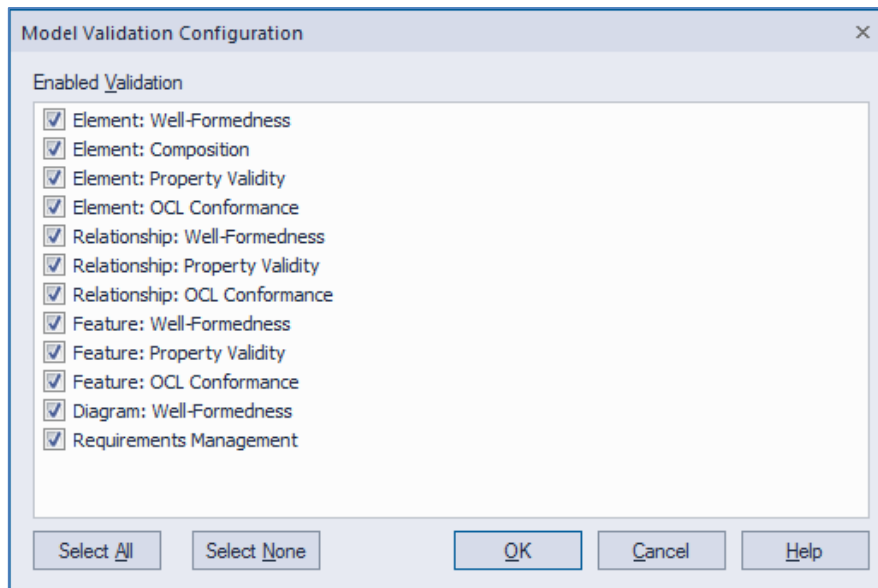 Model Validation Configuration
Enabled Validation
Element: Well-Formedness
Element: Composition
Element: Property Validity
Element: OCL Conformance
Relationship: Well-Formedness
Relationship: Property Validity
Relationship: OCL Conformance
Feature: Well-Formedness
Feature: Property Validity
Feature: OCL Conformance
Diagram: Well-Formedness
Requirements Management
Select All Select None OK Cancel Help